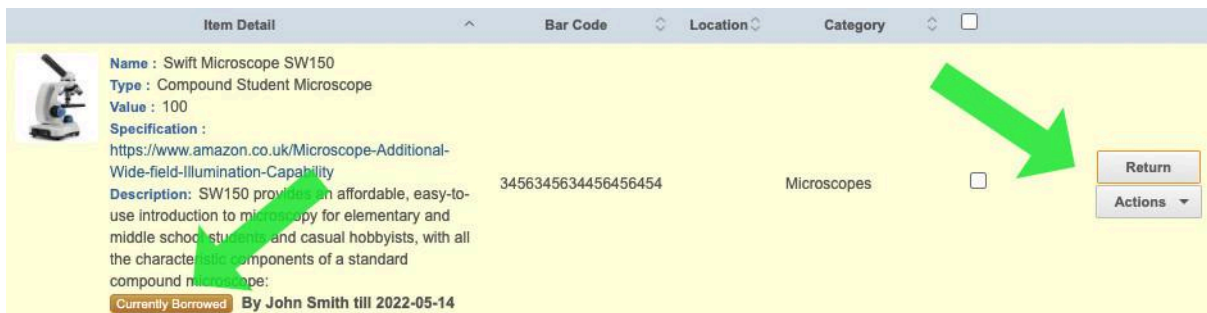 Item Detail Bar Code Location Category
Name : Swift Microscope SW150
Type : Compound Student Microscope
Value : 100
Specification :
https://www.amazon.co.uk/Microscope-Additional-
Wide-field-Illumination-Capability
Description: SW150 provides an affordable, easy-to-
use introduction to microscopy for elementary and
middle school students and casual hobbyists, with all
the characteristic components of a standard
compound microscope:
Currently Borrowed By John Smith till 2022-05-14
3456345634456456454
Microscopes
Return
Actions